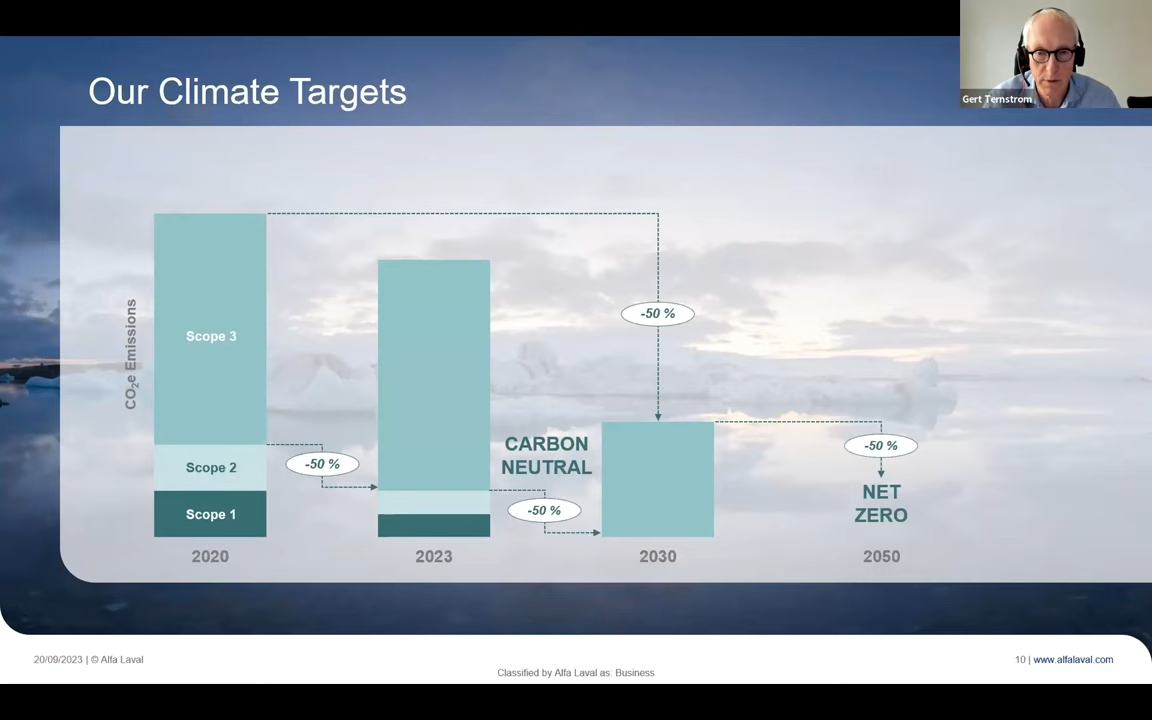 Our Climate Targets
Gert Ternstrom
CO2e Emissions
Scope 3
Scope 2
Scope 1
-50 %
CARBON
NEUTRAL
-50 %
-50 %
-50 %
NET
ZERO
2020
2023
2030
2050
20/09/2023 | © Alfa Laval
Classified by Alfa Laval as: Business
10 | www.alfalaval.com